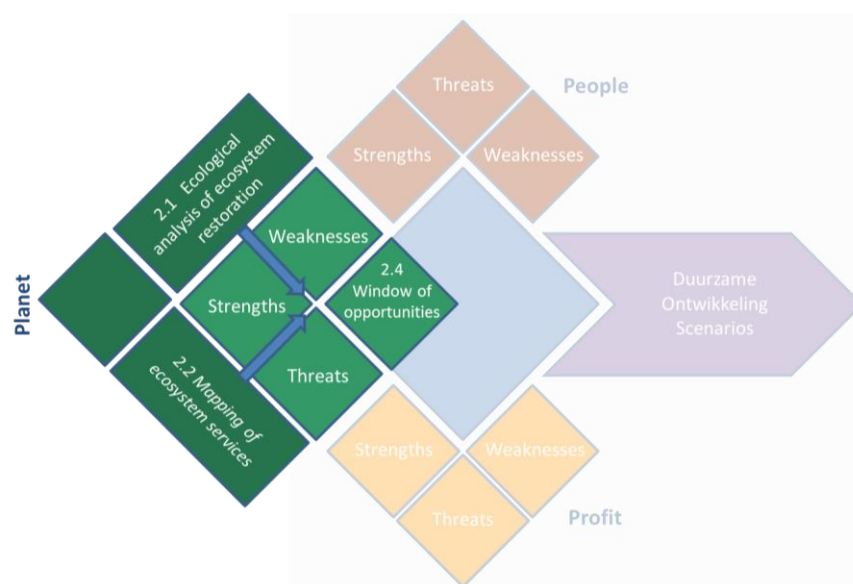 Threats
People
Strengths
Weaknesses
2.1 Ecological
analysis of ecosystem
restoration
Weaknesses
2.4
Window of
opportunities
Strengths
Planet
Duurzame
Ontwikkeling
Scenarios
Threats
2.2 Mapping of
ecosystem services
Strengths
Weaknesses
Threats
Profit